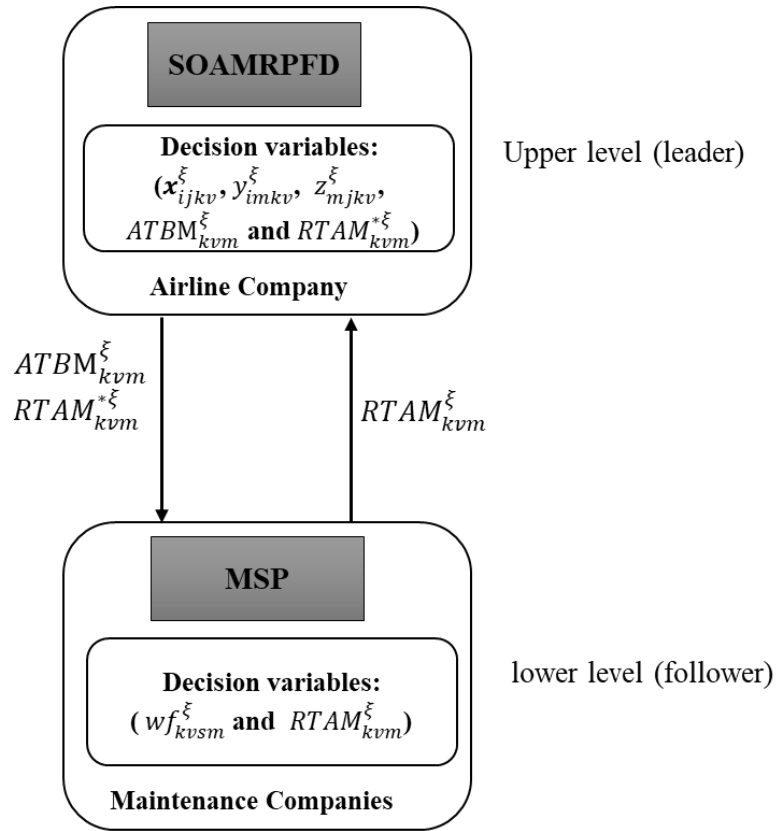 SOAMRPFD
Decision variables:
(𝒙^ξ_ijkv, y^ξ_imkv, z^ξ_mjkv,
ATBM^ξ_kvm and RTAM^*ξ_kvm)
Airline Company
Upper level (leader)
ATBM^ξ_kvm
RTAM^*ξ_kvm
RTAM^ξ_kvm
MSP
Decision variables:
( wf^ξ_kvsm and RTAM^ξ_kvm)
Maintenance Companies
lower level (follower)